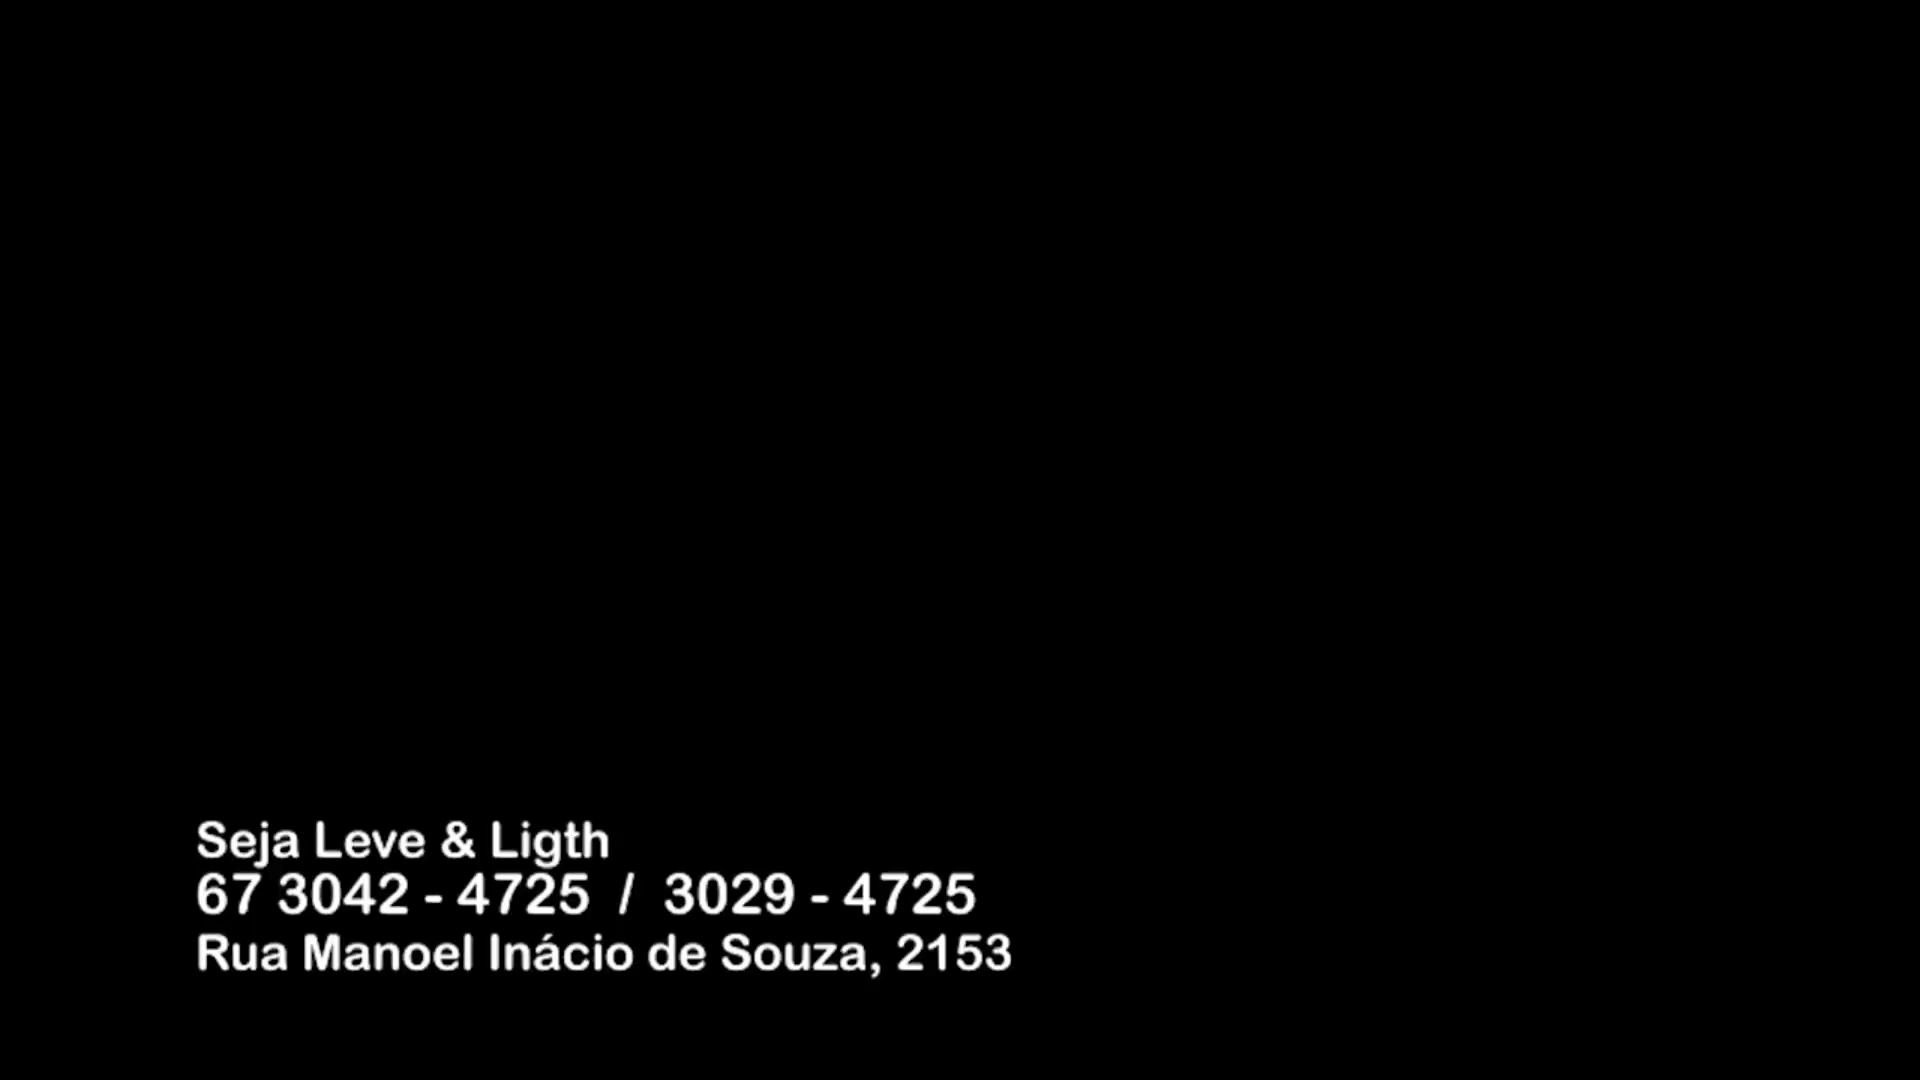 Seja Leve & Ligth
67 3042 - 4725 / 3029 - 4725
Rua Manoel Inácio de Souza, 2153